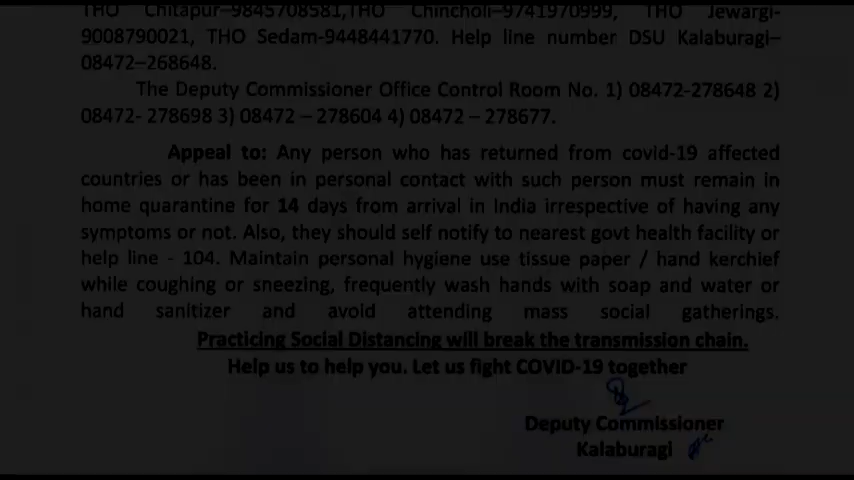 THO Chitapur–9845708581,THO Chincholi–9741970999, THO Jewargi-
9008790021, THO Sedam-9448441770. Help line number DSU Kalaburagi–
08472–268648.
The Deputy Commissioner Office Control Room No. 1) 08472-278648 2)
08472- 278698 3) 08472 – 278604 4) 08472 – 278677.
Appeal to: Any person who has returned from covid-19 affected
countries or has been in personal contact with such person must remain in
home quarantine for 14 days from arrival in India irrespective of having any
symptoms or not. Also, they should self notify to nearest govt health facility or
help line - 104. Maintain personal hygiene use tissue paper / hand kerchief
while coughing or sneezing, frequently wash hands with soap and water or
hand sanitizer and avoid attending mass social gatherings.
Practicing Social Distancing will break the transmission chain.
Help us to help you. Let us fight COVID-19 together
Deputy Commissioner
Kalaburagi